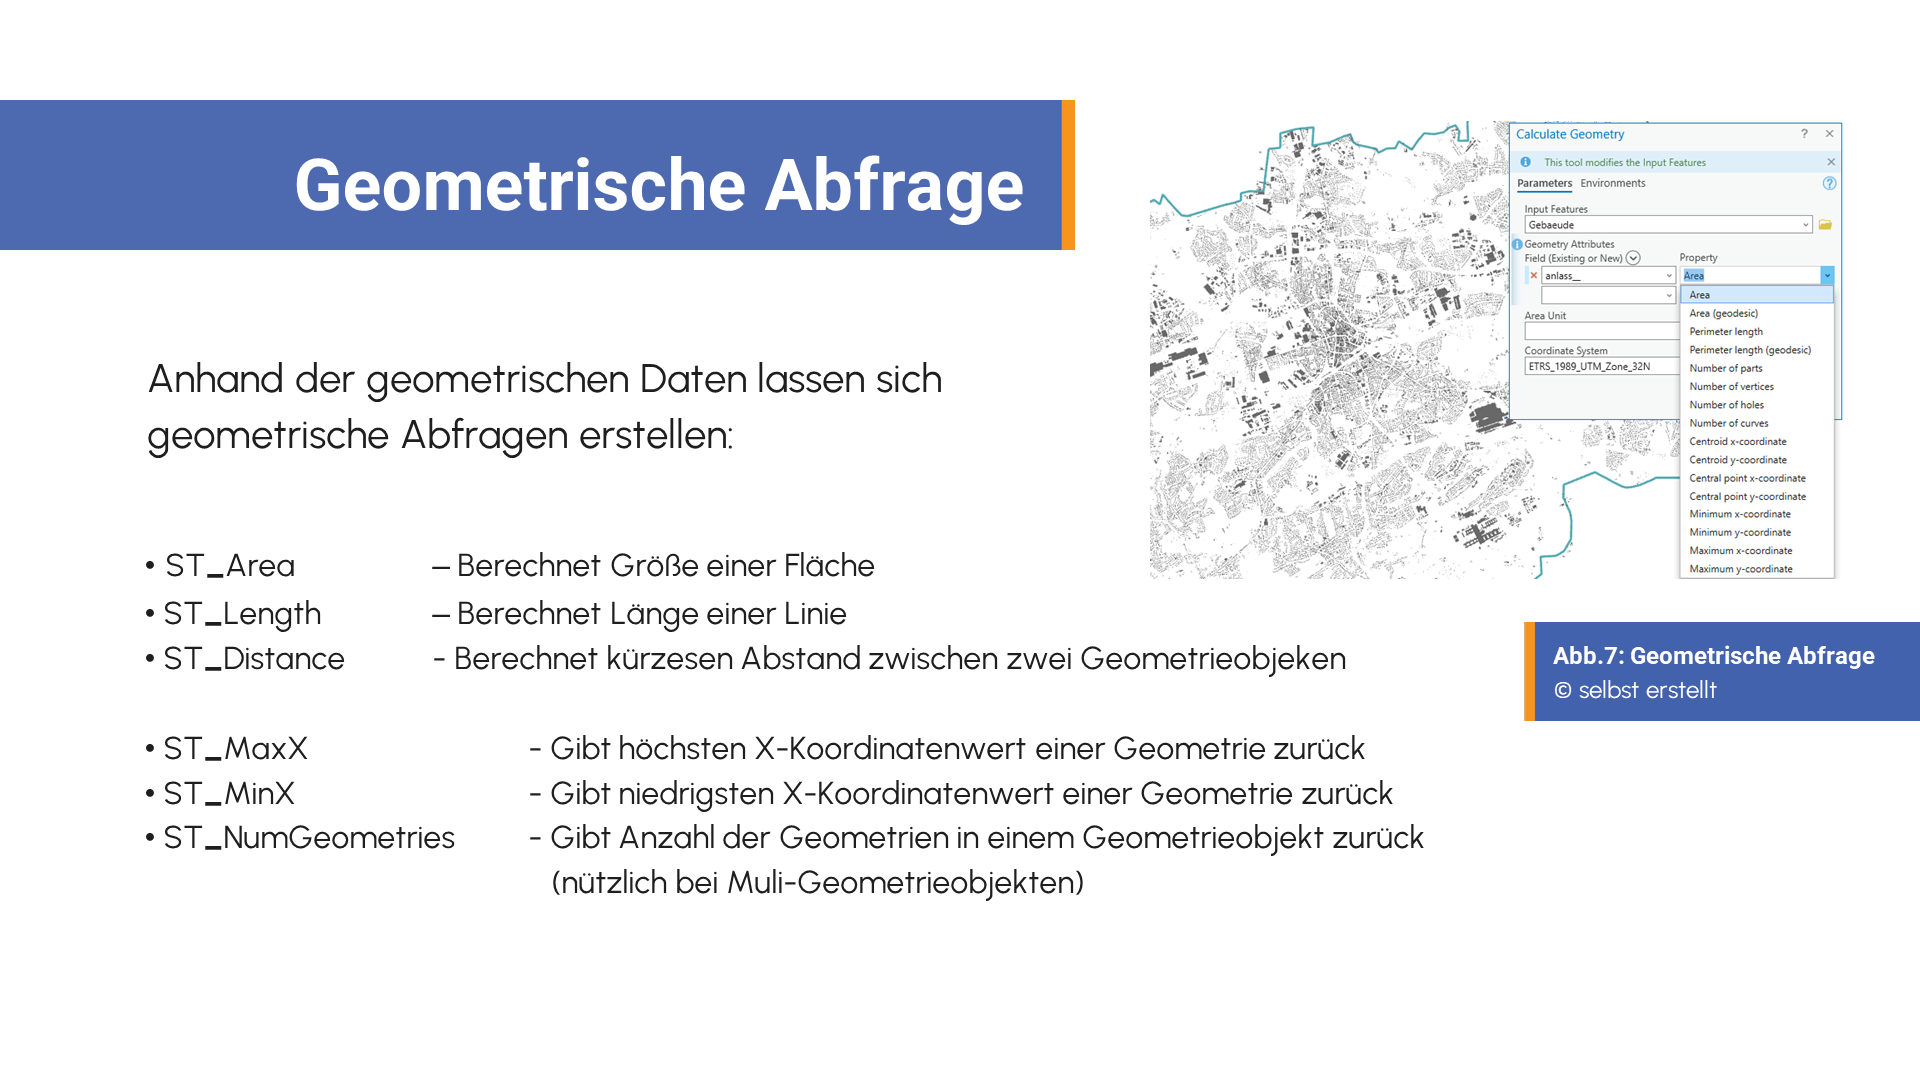 Geometrische Abfrage
Anhand der geometrischen Daten lassen sich
geometrische Abfragen erstellen:
• ST_Area – Berechnet Größe einer Fläche
• ST_Length – Berechnet Länge einer Linie
• ST_Distance - Berechnet kürzesen Abstand zwischen zwei Geometrieobjeken
• ST_MaxX - Gibt höchsten X-Koordinatenwert einer Geometrie zurück
• ST_MinX - Gibt niedrigsten X-Koordinatenwert einer Geometrie zurück
• ST_NumGeometries - Gibt Anzahl der Geometrien in einem Geometrieobjekt zurück
(nützlich bei Muli-Geometrieobjekten)
Calculate Geometry ? ×
This tool modifies the Input Features ×
Parameters Environments ?
Input Features
Gebaeude
Geometry Attributes
Field (Existing or New) Property
anlass__ Area
Area
Area (geodesic)
Perimeter length
Perimeter length (geodesic)
Number of parts
Number of vertices
Number of holes
Number of curves
Centroid x-coordinate
Centroid y-coordinate
Central point x-coordinate
Central point y-coordinate
Minimum x-coordinate
Minimum y-coordinate
Maximum x-coordinate
Maximum y-coordinate
Area Unit
Coordinate System
ETRS_1989_UTM_Zone_32N
Abb.7: Geometrische Abfrage
© selbst erstellt